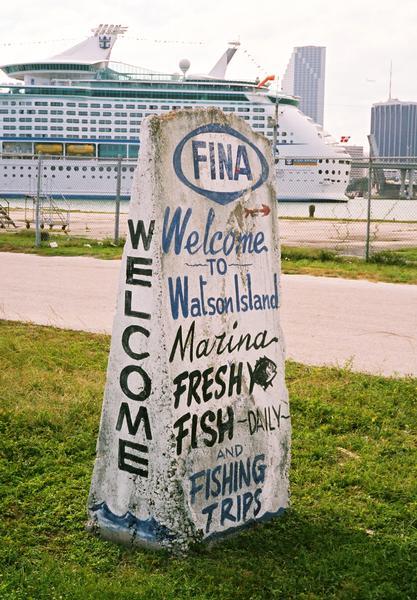 FINA
Welcome
TO
Watson Island
Marina
FRESH
FISH -DAILY-
AND
FISHING
TRIPS
WELCOME